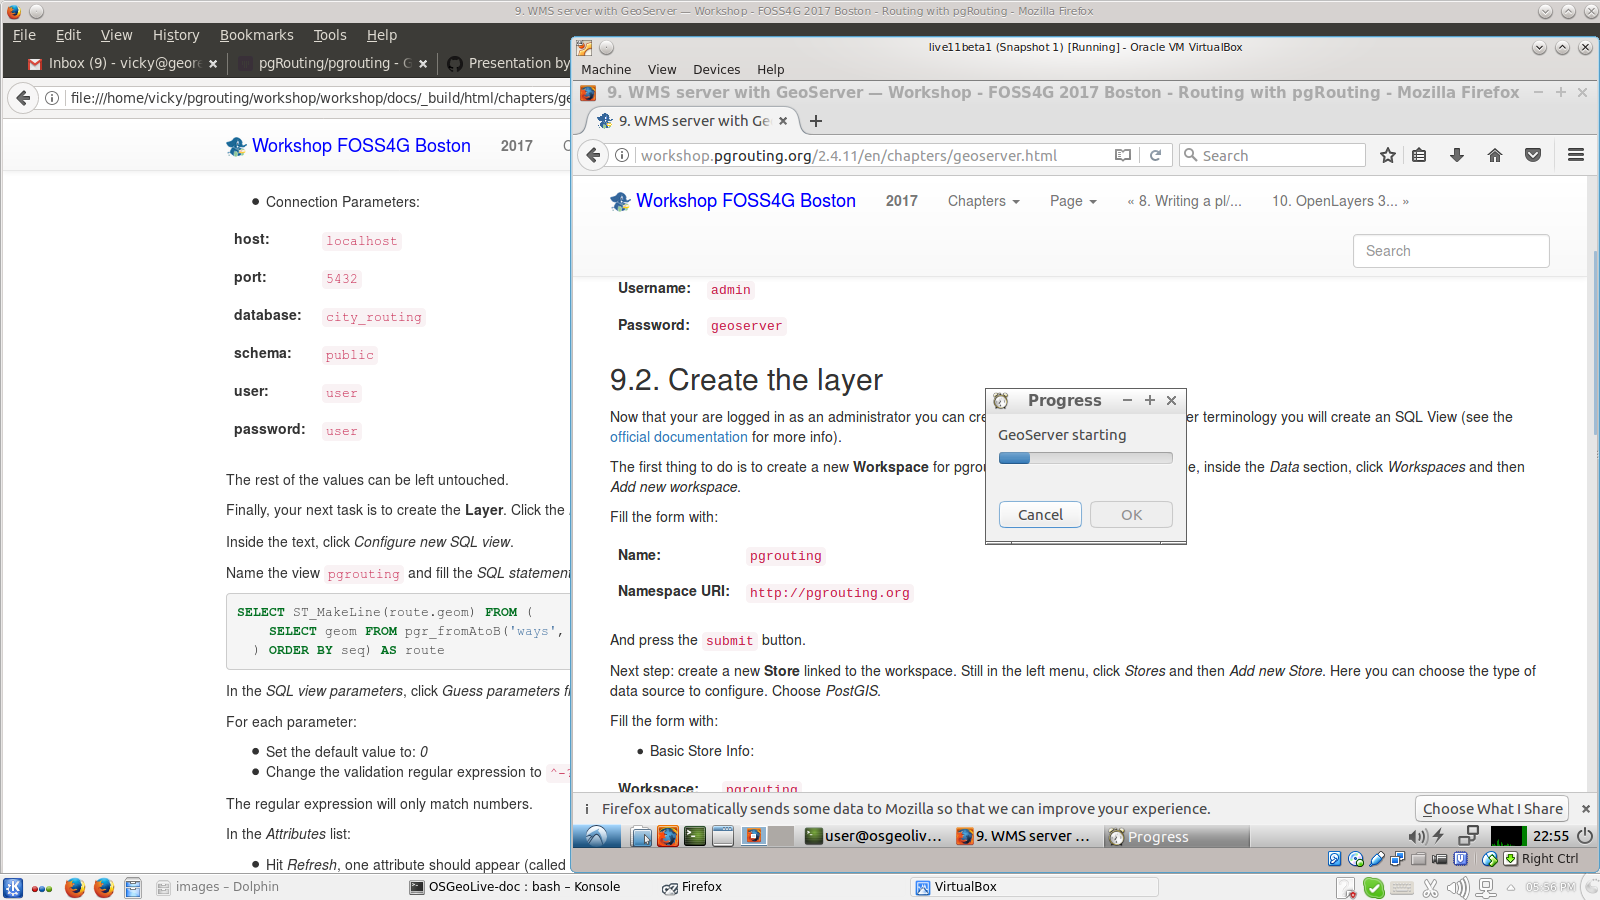 9. WMS server with GeoServer — Workshop - FOSS4G 2017 Boston - Routing with pgRouting - Mozilla Firefox
File Edit View History Bookmarks Tools Help
Inbox (9) - vicky@geore
pgRouting/pgrouting - G
Presentation by
file:///home/vicky/pgrouting/workshop/workshop/docs/_build/html/chapters/ge
Workshop FOSS4G Boston 2017
Connection Parameters:
host: localhost
port: 5432
database: city_routing
schema: public
user: user
password: user
The rest of the values can be left untouched.
Finally, your next task is to create the Layer. Click the
Inside the text, click Configure new SQL view.
Name the view pgrouting and fill the SQL statement
SELECT ST_MakeLine(route.geom) FROM (
SELECT geom FROM pgr_fromAtoB('ways',
) ORDER BY seq) AS route
In the SQL view parameters, click Guess parameters f
For each parameter:
Set the default value to: 0
Change the validation regular expression to ^-?
The regular expression will only match numbers.
In the Attributes list:
Hit Refresh, one attribute should appear (called
live11beta1 (Snapshot 1) [Running] - Oracle VM VirtualBox
Machine View Devices Help
9. WMS server with GeoServer — Workshop - FOSS4G 2017 Boston - Routing with pgRouting - Mozilla Firefox
9. WMS server with Ge
workshop.pgrouting.org/2.4.11/en/chapters/geoserver.html
Search
Workshop FOSS4G Boston 2017 Chapters Page « 8. Writing a pl/... 10. OpenLayers 3... »
Search
Username: admin
Password: geoserver
9.2. Create the layer
Now that your are logged in as an administrator you can cre
er terminology you will create an SQL View (see the
official documentation for more info).
The first thing to do is to create a new Workspace for pgrou
e, inside the Data section, click Workspaces and then
Add new workspace.
Fill the form with:
Name: pgrouting
Namespace URI: http://pgrouting.org
And press the submit button.
Next step: create a new Store linked to the workspace. Still in the left menu, click Stores and then Add new Store. Here you can choose the type of
data source to configure. Choose PostGIS.
Fill the form with:
Basic Store Info:
Workspace: pgrouting
Progress
GeoServer starting
Cancel OK
Firefox automatically sends some data to Mozilla so that we can improve your experience.
Choose What I Share
user@osgeoliv...
9. WMS server ...
Progress
22:55
Right Ctrl
images – Dolphin
OSGeoLive-doc : bash – Konsole
Firefox
VirtualBox
05:56 PM